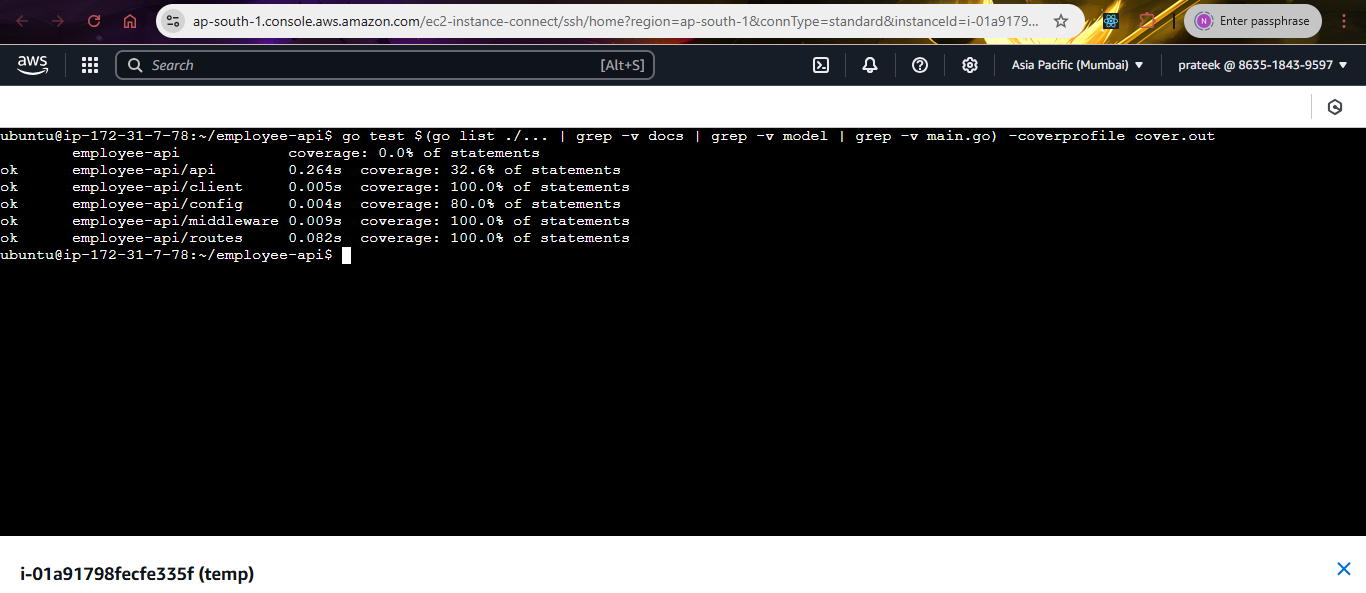 ap-south-1.console.aws.amazon.com/ec2-instance-connect/ssh/home?region=ap-south-1&connType=standard&instanceId=i-01a9179...
N Enter passphrase
aws Search [Alt+S] Asia Pacific (Mumbai) ▼ prateek @ 8635-1843-9597 ▼
ubuntu@ip-172-31-7-78:~/employee-api$ go test $(go list ./... | grep -v docs | grep -v model | grep -v main.go) -coverprofile cover.out
employee-api coverage: 0.0% of statements
ok employee-api/api 0.264s coverage: 32.6% of statements
ok employee-api/client 0.005s coverage: 100.0% of statements
ok employee-api/config 0.004s coverage: 80.0% of statements
ok employee-api/middleware 0.009s coverage: 100.0% of statements
ok employee-api/routes 0.082s coverage: 100.0% of statements
ubuntu@ip-172-31-7-78:~/employee-api$
i-01a91798fecfe335f (temp)